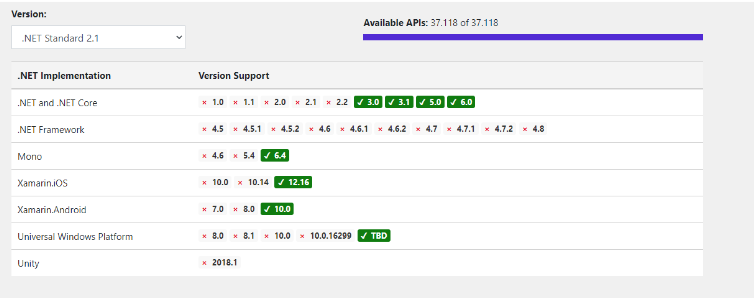 Version:
.NET Standard 2.1
Available APIs: 37.118 of 37.118
.NET Implementation Version Support
.NET and .NET Core × 1.0 × 1.1 × 2.0 × 2.1 × 2.2 ✓ 3.0 ✓ 3.1 ✓ 5.0 ✓ 6.0
.NET Framework × 4.5 × 4.5.1 × 4.5.2 × 4.6 × 4.6.1 × 4.6.2 × 4.7 × 4.7.1 × 4.7.2 × 4.8
Mono × 4.6 × 5.4 ✓ 6.4
Xamarin.iOS × 10.0 × 10.14 ✓ 12.16
Xamarin.Android × 7.0 × 8.0 ✓ 10.0
Universal Windows Platform × 8.0 × 8.1 × 10.0 × 10.0.16299 ✓ TBD
Unity × 2018.1